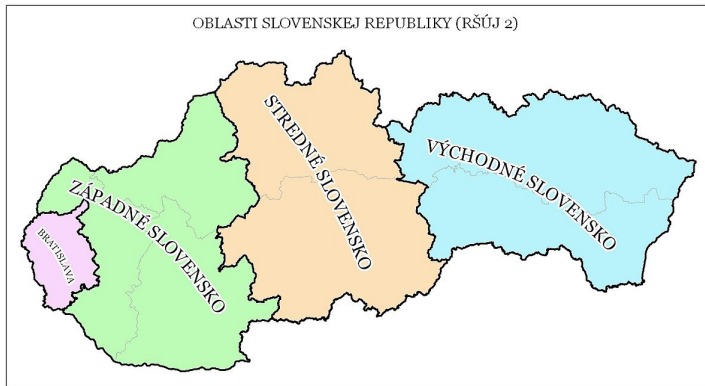 OBLASTI SLOVENSKEJ REPUBLIKY (RŠÚJ 2)
STREDNÉ SLOVENSKO
VÝCHODNÉ SLOVENSKO
ZÁPADNÉ SLOVENSKO
BRATISLAVA